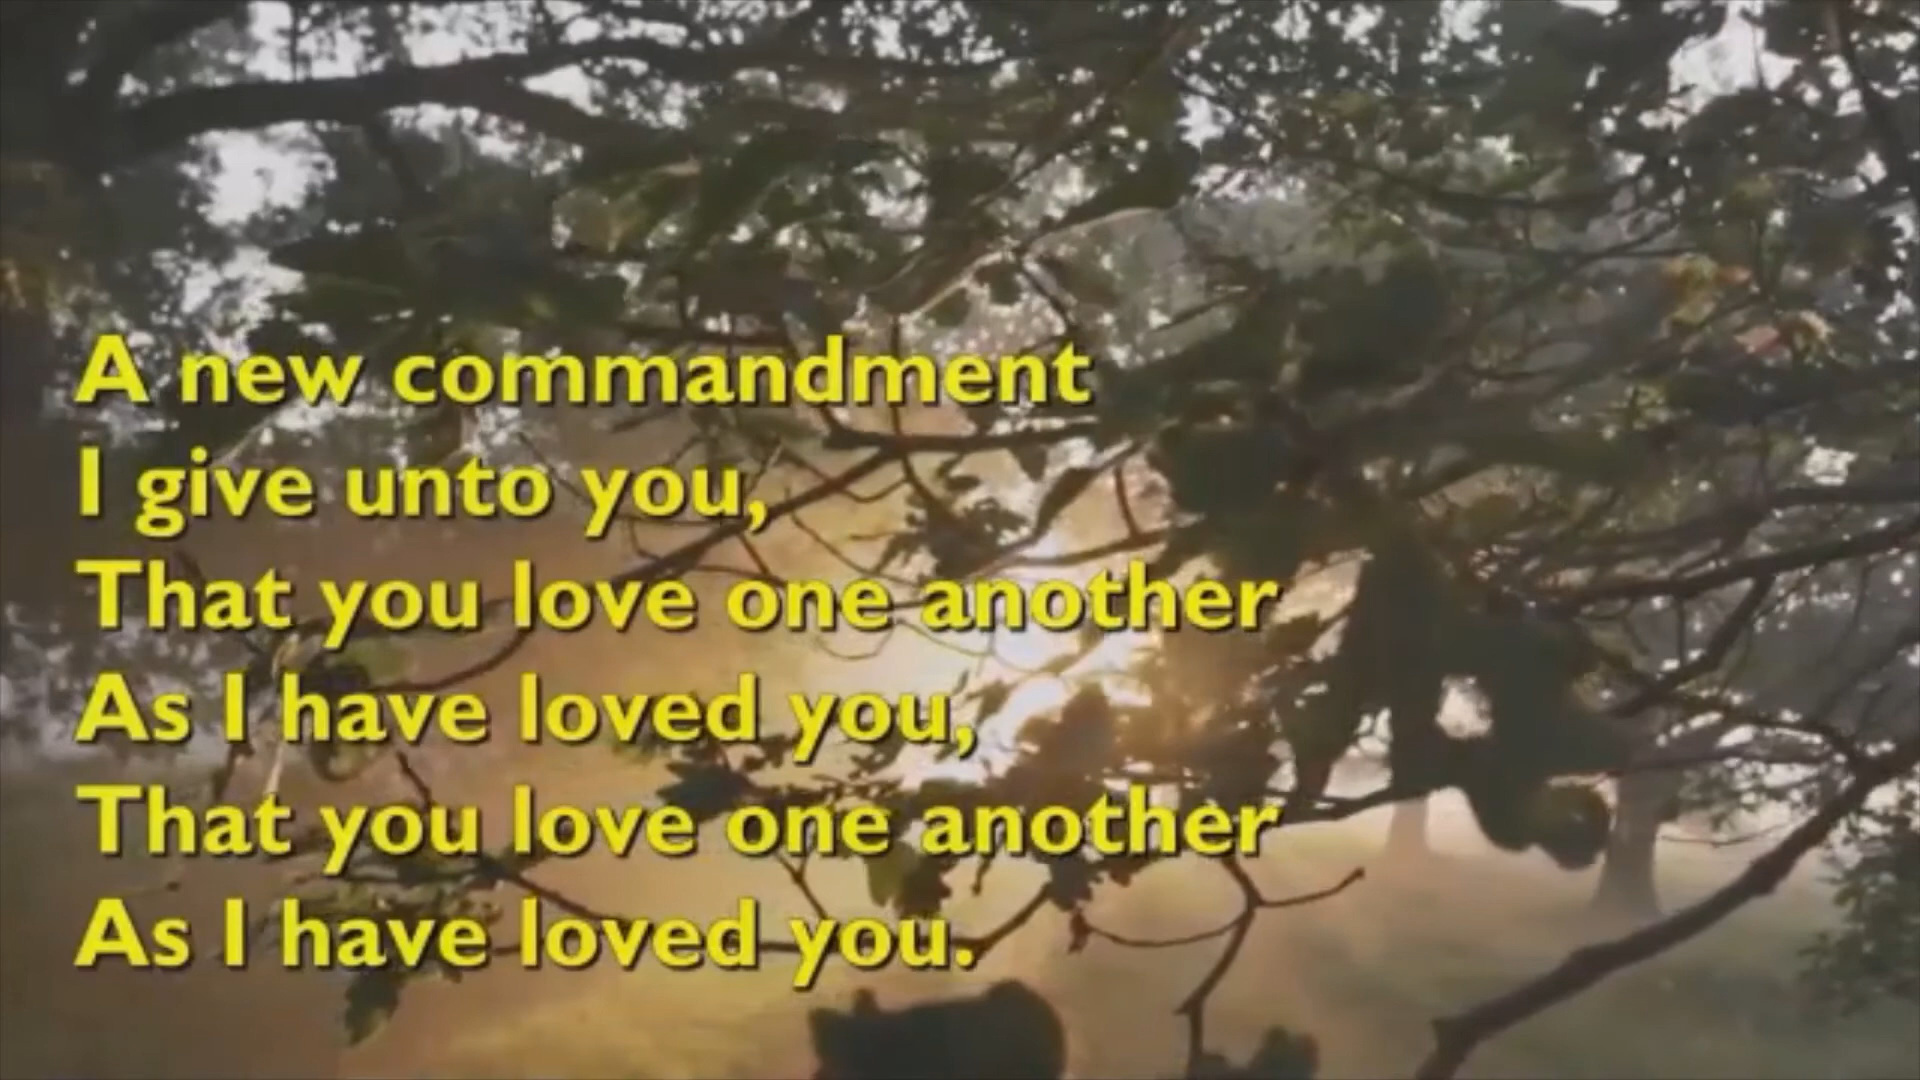 A new commandment
I give unto you,
That you love one another
As I have loved you,
That you love one another
As I have loved you.